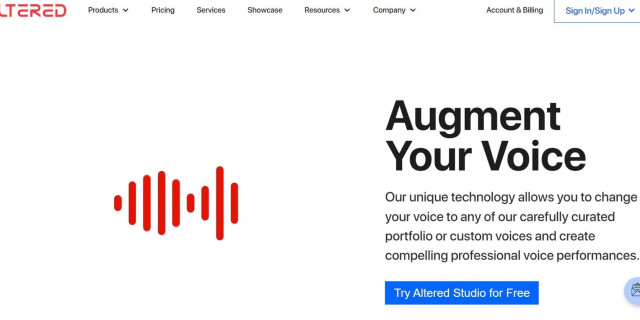 LTERED Products Pricing Services Showcase Resources Company Account & Billing Sign In/Sign Up
Augment
Your Voice
Our unique technology allows you to change
your voice to any of our carefully curated
portfolio or custom voices and create
compelling professional voice performances.
Try Altered Studio for Free